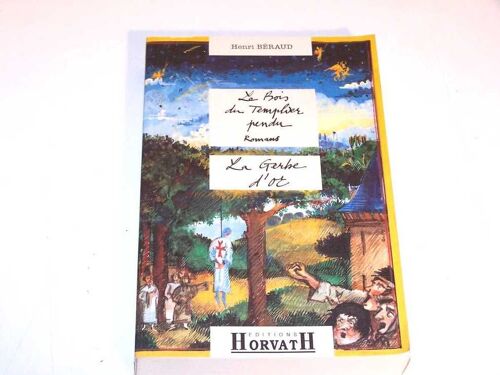 Henri BÉRAUD
Le Bois
du Templier
pendu
Romans
La Gerbe
d'or
EDITIONS
HORVATH